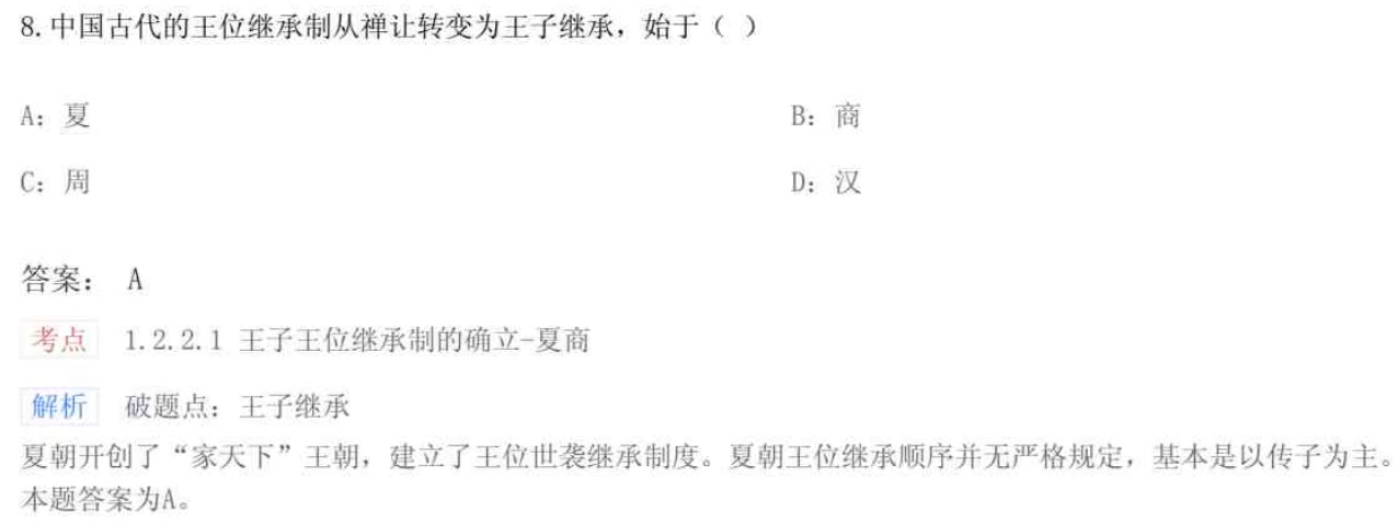 8.中国古代的王位继承制从禅让转变为王子继承，始于（ ）
A：夏
B：商
C：周
D：汉
答案： A
考点 1.2.2.1 王子王位继承制的确立-夏商
解析 破题点：王子继承
夏朝开创了“家天下”王朝，建立了王位世袭继承制度。夏朝王位继承顺序并无严格规定，基本是以传子为主。
本题答案为A。